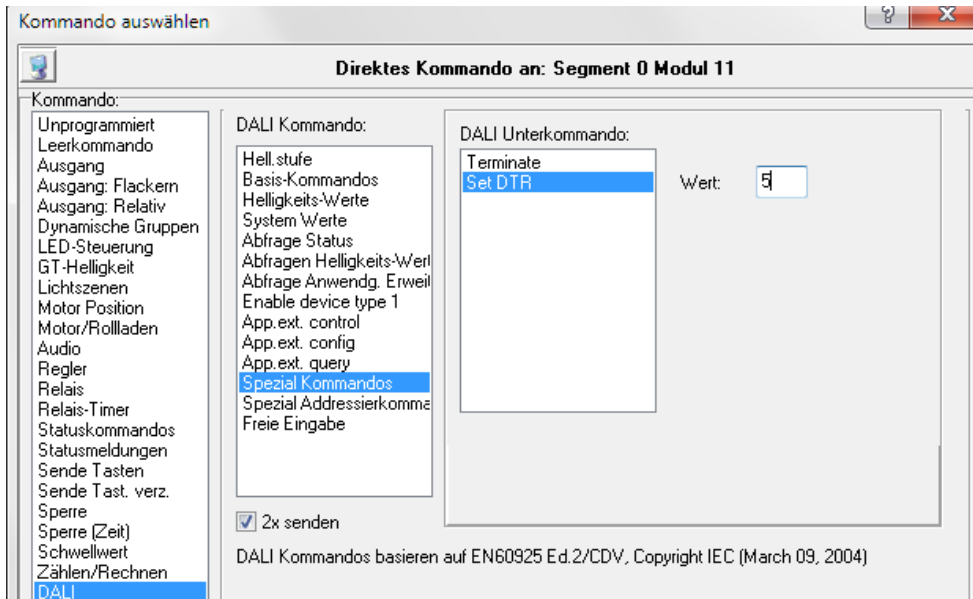 Kommando auswählen
Direktes Kommando an: Segment 0 Modul 11
Kommando:
Unprogrammiert
Leerkommando
Ausgang
Ausgang: Flackern
Ausgang: Relativ
Dynamische Gruppen
LED-Steuerung
GT-Helligkeit
Lichtszenen
Motor Position
Motor/Rollladen
Audio
Regler
Relais
Relais-Timer
Statuskommandos
Statusmeldungen
Sende Tasten
Sende Tast. verz.
Sperre
Sperre (Zeit)
Schwellwert
Zählen/Rechnen
DALI
DALI Kommando:
Hell.stufe
Basis-Kommandos
Helligkeits-Werte
System Werte
Abfrage Status
Abfragen Helligkeits-Werl
Abfrage Anwendg. Erweil
Enable device type 1
App.ext. control
App.ext. config
App.ext. query
Spezial Kommandos
Spezial Addressierkomma
Freie Eingabe
DALI Unterkommando:
Terminate
Set DTR
Wert: 5
2x senden
DALI Kommandos basieren auf EN60925 Ed.2/CDV, Copyright IEC (March 09, 2004)